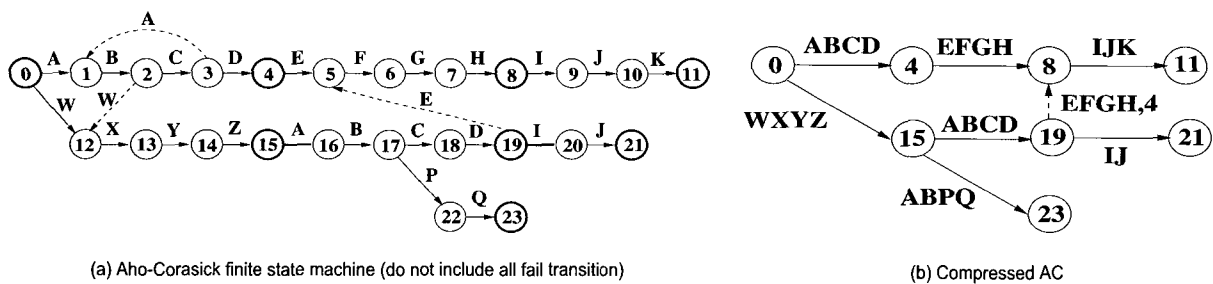 A
A B C D E F G H I J K
0 1 2 3 4 5 6 7 8 9 10 11
W W E
X Y Z A B C D I J
12 13 14 15 16 17 18 19 20 21
P
Q
22 23
(a) Aho-Corasick finite state machine (do not include all fail transition)
ABCD EFGH IJK
0 4 8 11
WXYZ EFGH,4
ABCD
15 19 21
IJ
ABPQ
23
(b) Compressed AC